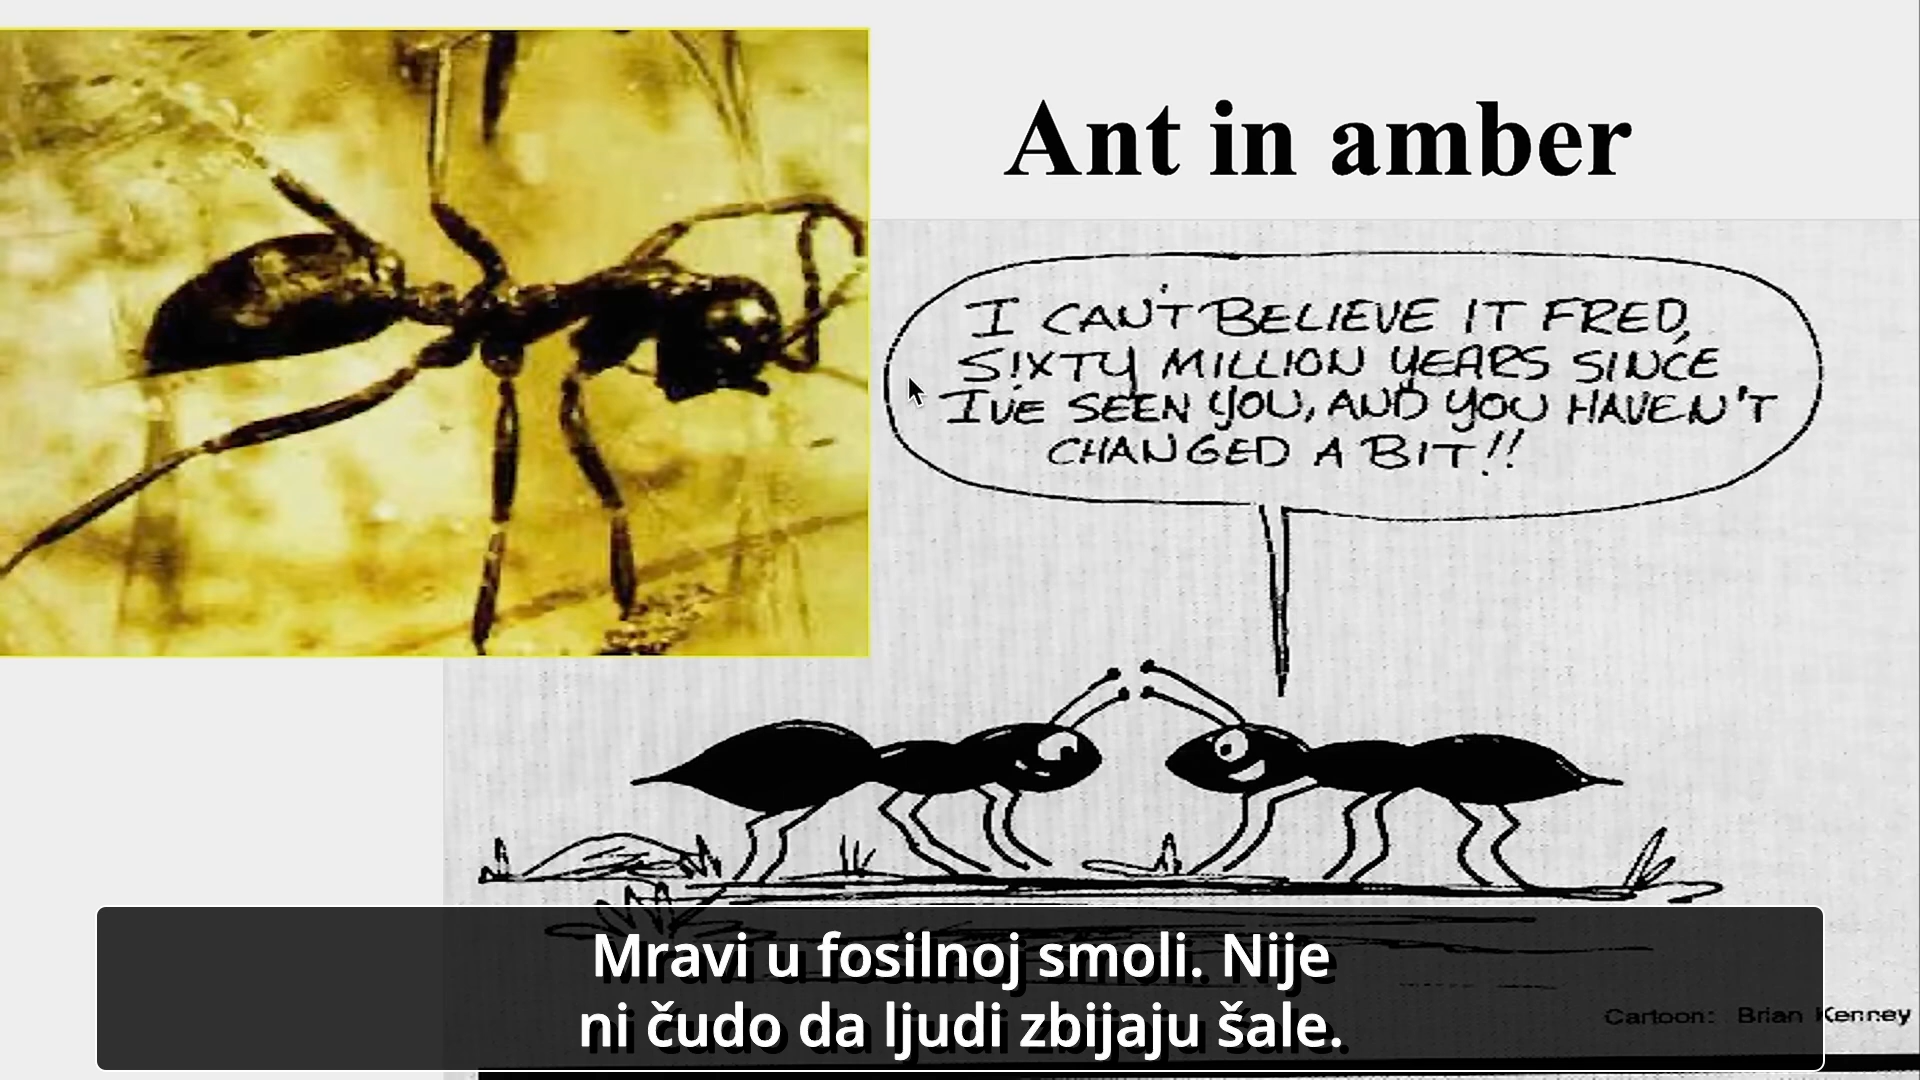 Ant in amber
I CAN'T BELIEVE IT FRED,
SIXTY MILLION YEARS SINCE
I'VE SEEN YOU, AND YOU HAVEN'T
CHANGED A BIT!!
Mravi u fosilnoj smoli. Nije
ni čudo da ljudi zbijaju šale.
Cartoon: Brian Kenney